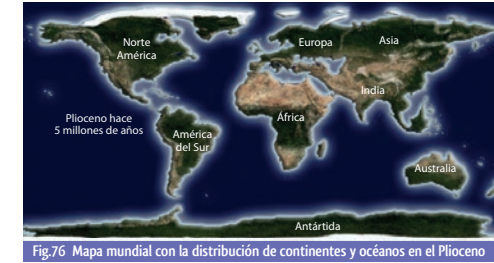 Norte
América
Europa
Asia
India
Plioceno hace
5 millones de años
África
América
del Sur
Australia
Antártida
Fig.76 Mapa mundial con la distribución de continentes y océanos en el Plioceno